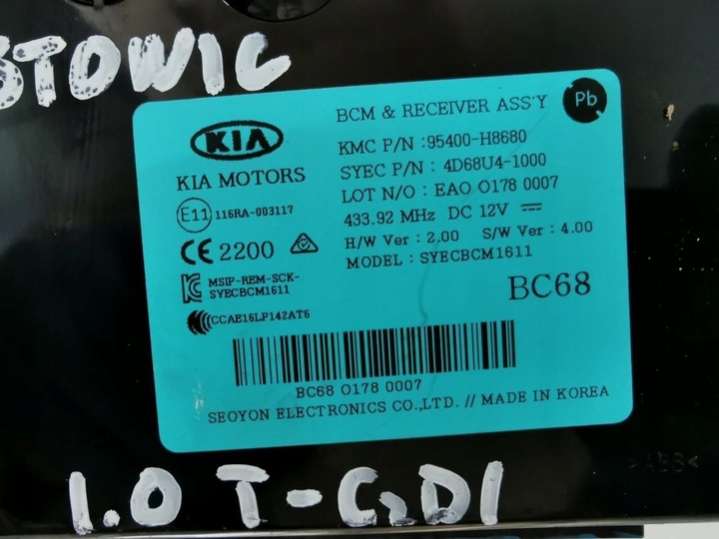 STOWIC
BCM & RECEIVER ASS'Y
Pb
KIA
KMC P/N : 95400-H8680
SYEC P/N : 4D68U4-1000
KIA MOTORS
LOT N/O : EAO O178 0007
E11 116RA-003117
433.92 MHz DC 12V
H/W Ver : 2.00 S/W Ver : 4.00
CE 2200
MODEL : SYECBCM1611
MSIP-REM-SCK-
SYECBCM1611
BC68
CCAE16LP142AT6
BC68 O178 0007
SEOYON ELECTRONICS CO.,LTD. // MADE IN KOREA
>ABS<
1.0 T-GDI